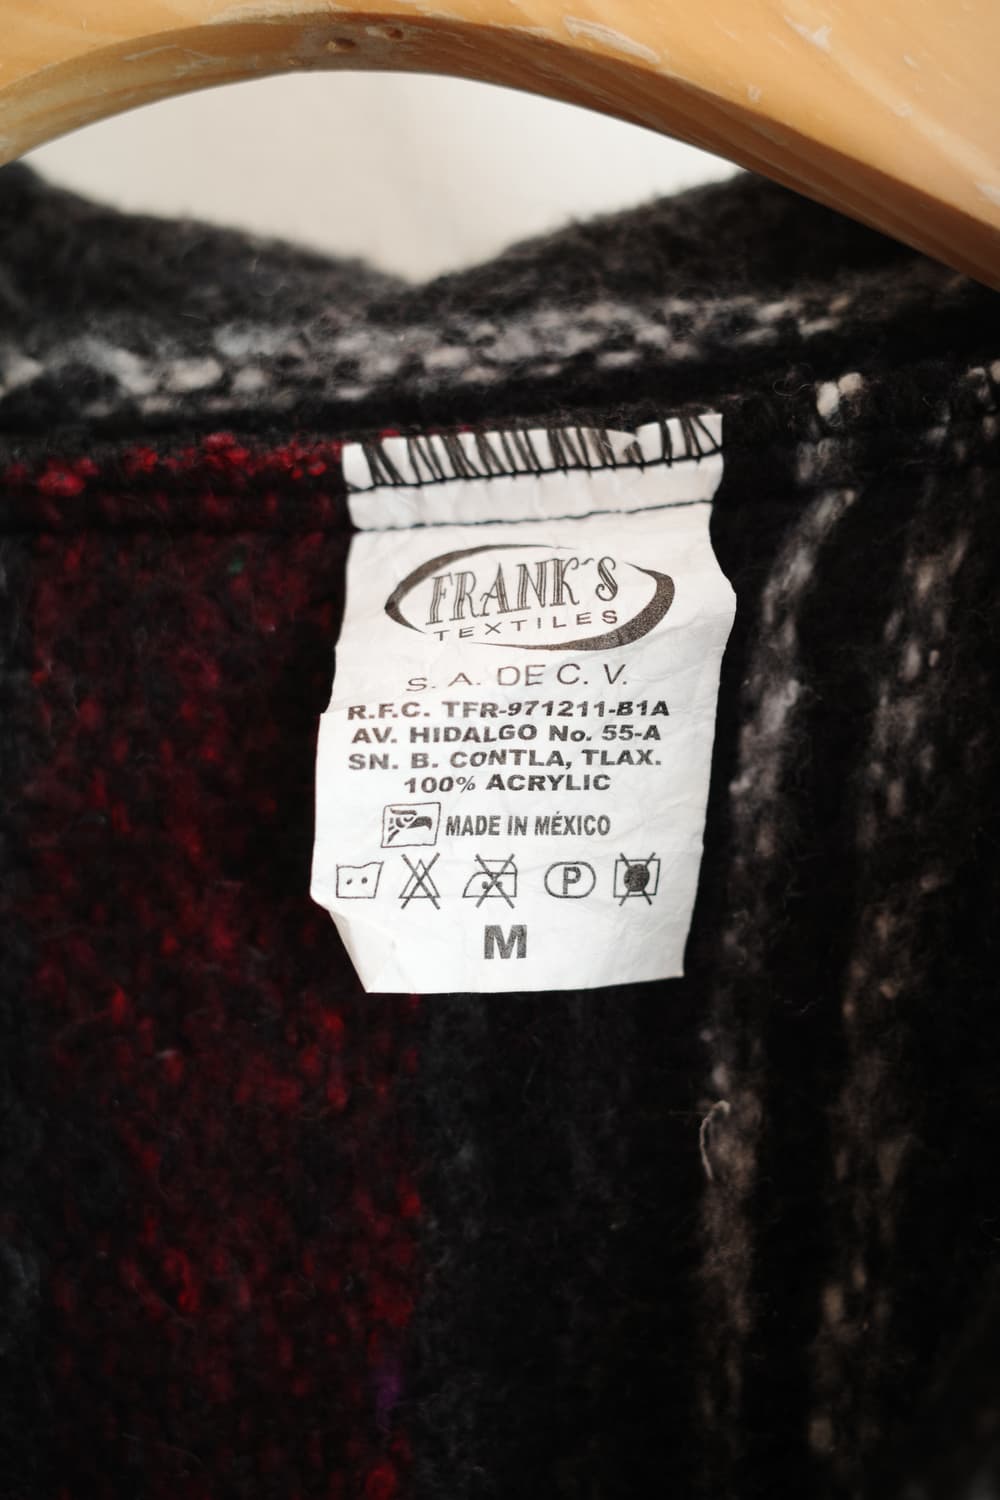 FRANK´S
TEXTILES
S. A. DE C. V.
R.F.C. TFR-971211-B1A
AV. HIDALGO No. 55-A
SN. B. CONTLA, TLAX.
100% ACRYLIC
MADE IN MÉXICO
P
M